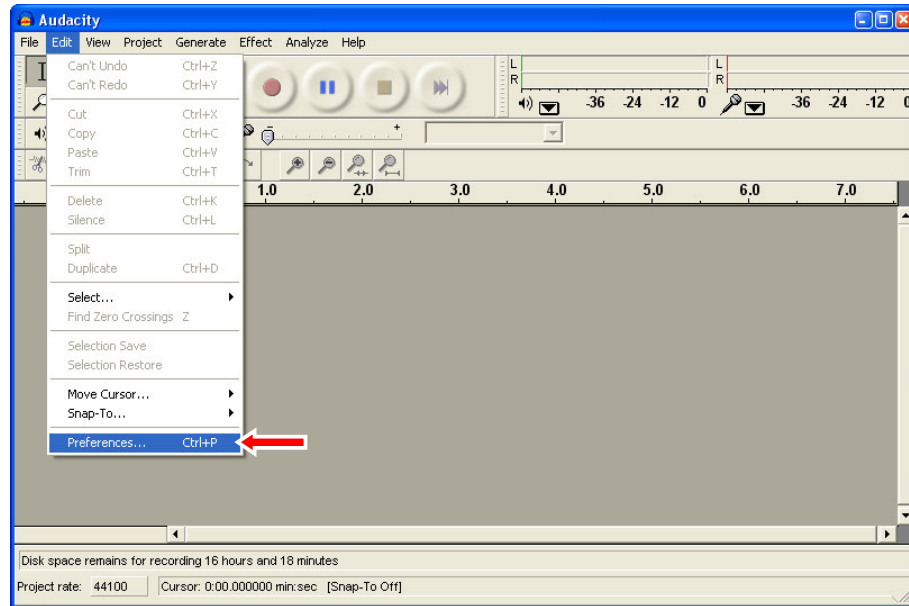 Audacity
File Edit View Project Generate Effect Analyze Help
Can't Undo Ctrl+Z
Can't Redo Ctrl+Y
Cut Ctrl+X
Copy Ctrl+C
Paste Ctrl+V
Trim Ctrl+T
Delete Ctrl+K
Silence Ctrl+L
Split
Duplicate Ctrl+D
Select...
Find Zero Crossings Z
Selection Save
Selection Restore
Move Cursor...
Snap-To...
Preferences... Ctrl+P
L L
R R
-36 -24 -12 0 -36 -24 -12 0
1.0 2.0 3.0 4.0 5.0 6.0 7.0
Disk space remains for recording 16 hours and 18 minutes
Project rate: 44100 Cursor: 0:00.000000 min:sec [Snap-To Off]